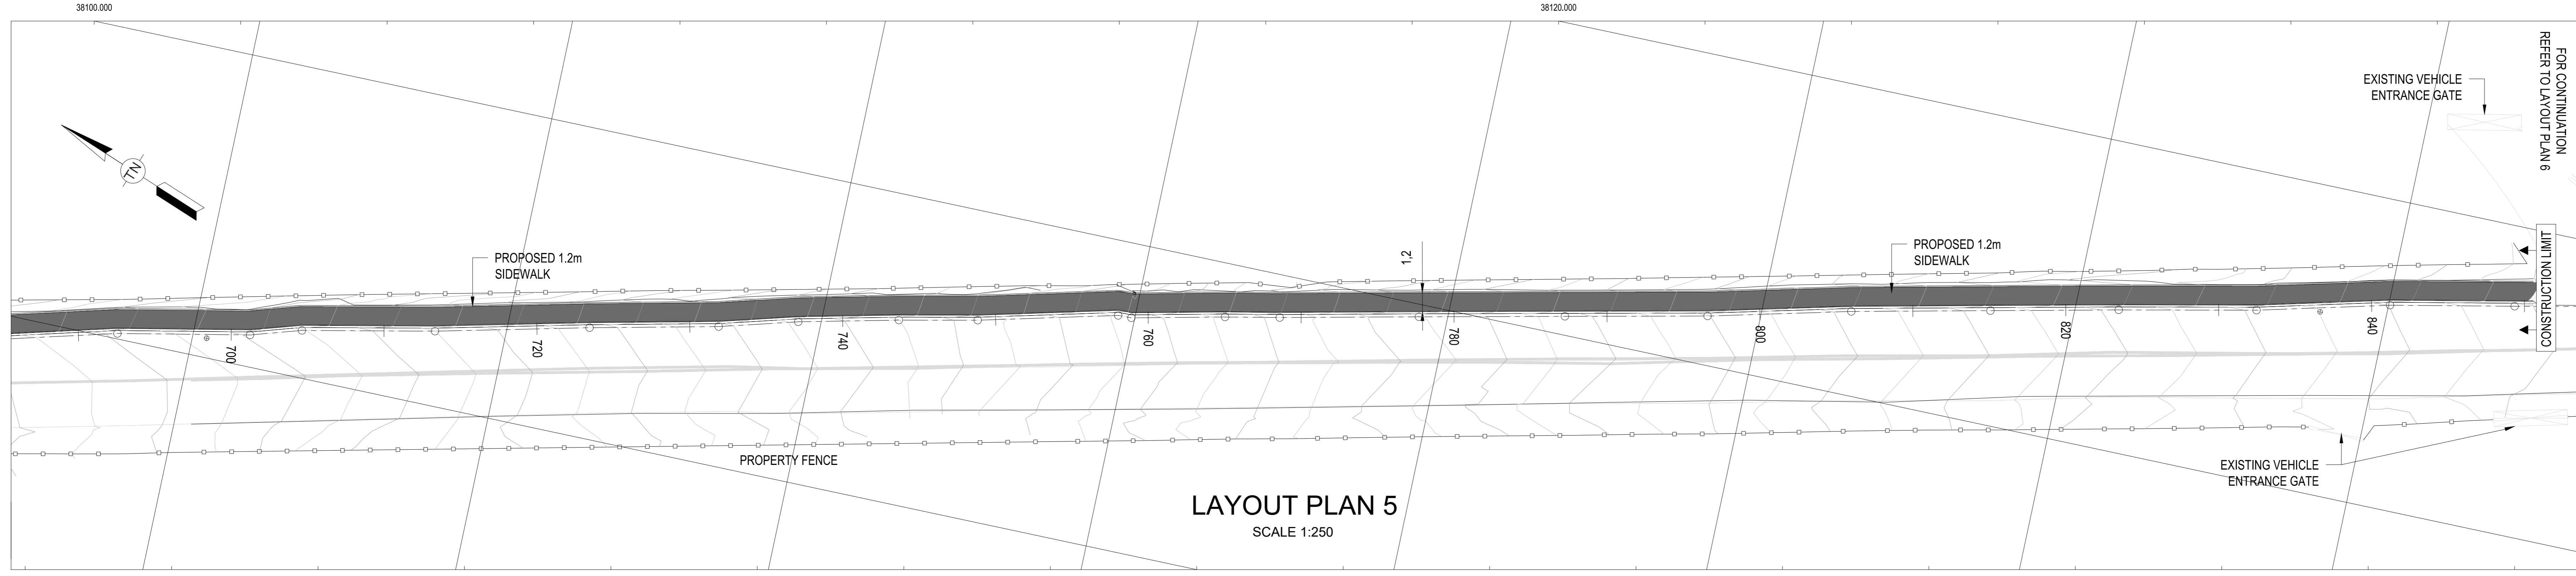 38100.000
38120.000
FOR CONTINUATION
REFER TO LAYOUT PLAN 6
EXISTING VEHICLE
ENTRANCE GATE
TN
PROPOSED 1.2m
SIDEWALK
1.2
PROPOSED 1.2m
SIDEWALK
CONSTUCTION LIMIT
700
720
740
760
780
800
820
840
PROPERTY FENCE
EXISTING VEHICLE
ENTRANCE GATE
LAYOUT PLAN 5
SCALE 1:250